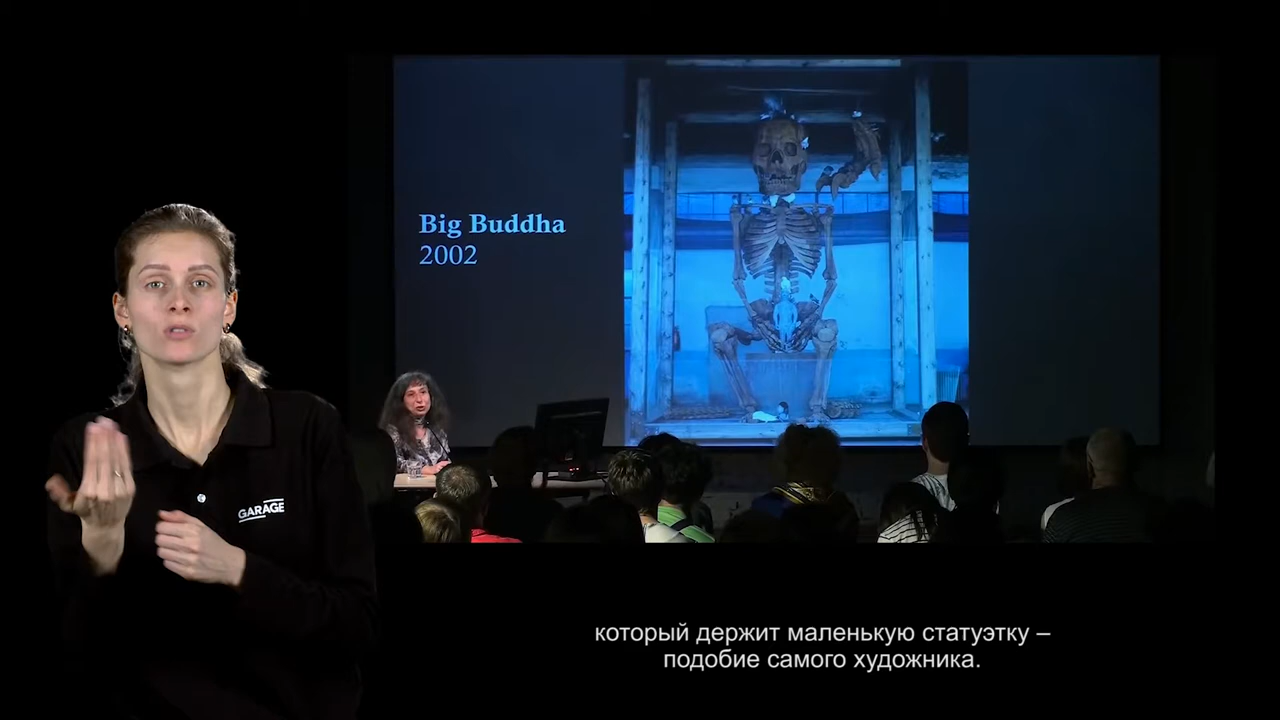 Big Buddha
2002
GARAGE
который держит маленькую статуэтку –
подобие самого художника.